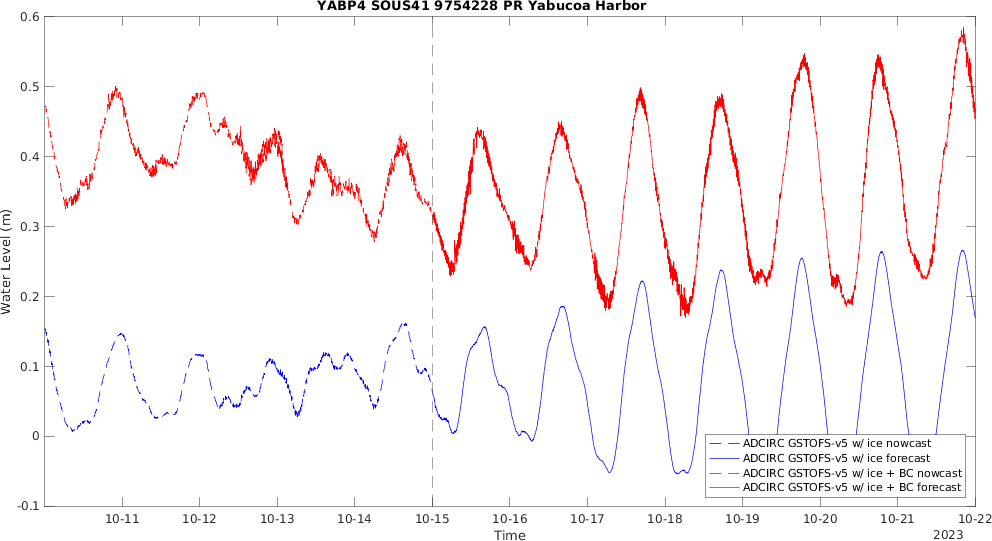 YABP4 SOUS41 9754228 PR Yabucoa Harbor
0.6
0.5
0.4
0.3
0.2
0.1
0
-0.1
Water Level (m)
10-11 10-12 10-13 10-14 10-15 10-16 10-17 10-18 10-19 10-20 10-21 10-22
Time
2023
ADCIRC GSTOFS-v5 w/ ice nowcast
ADCIRC GSTOFS-v5 w/ ice forecast
ADCIRC GSTOFS-v5 w/ ice + BC nowcast
ADCIRC GSTOFS-v5 w/ ice + BC forecast